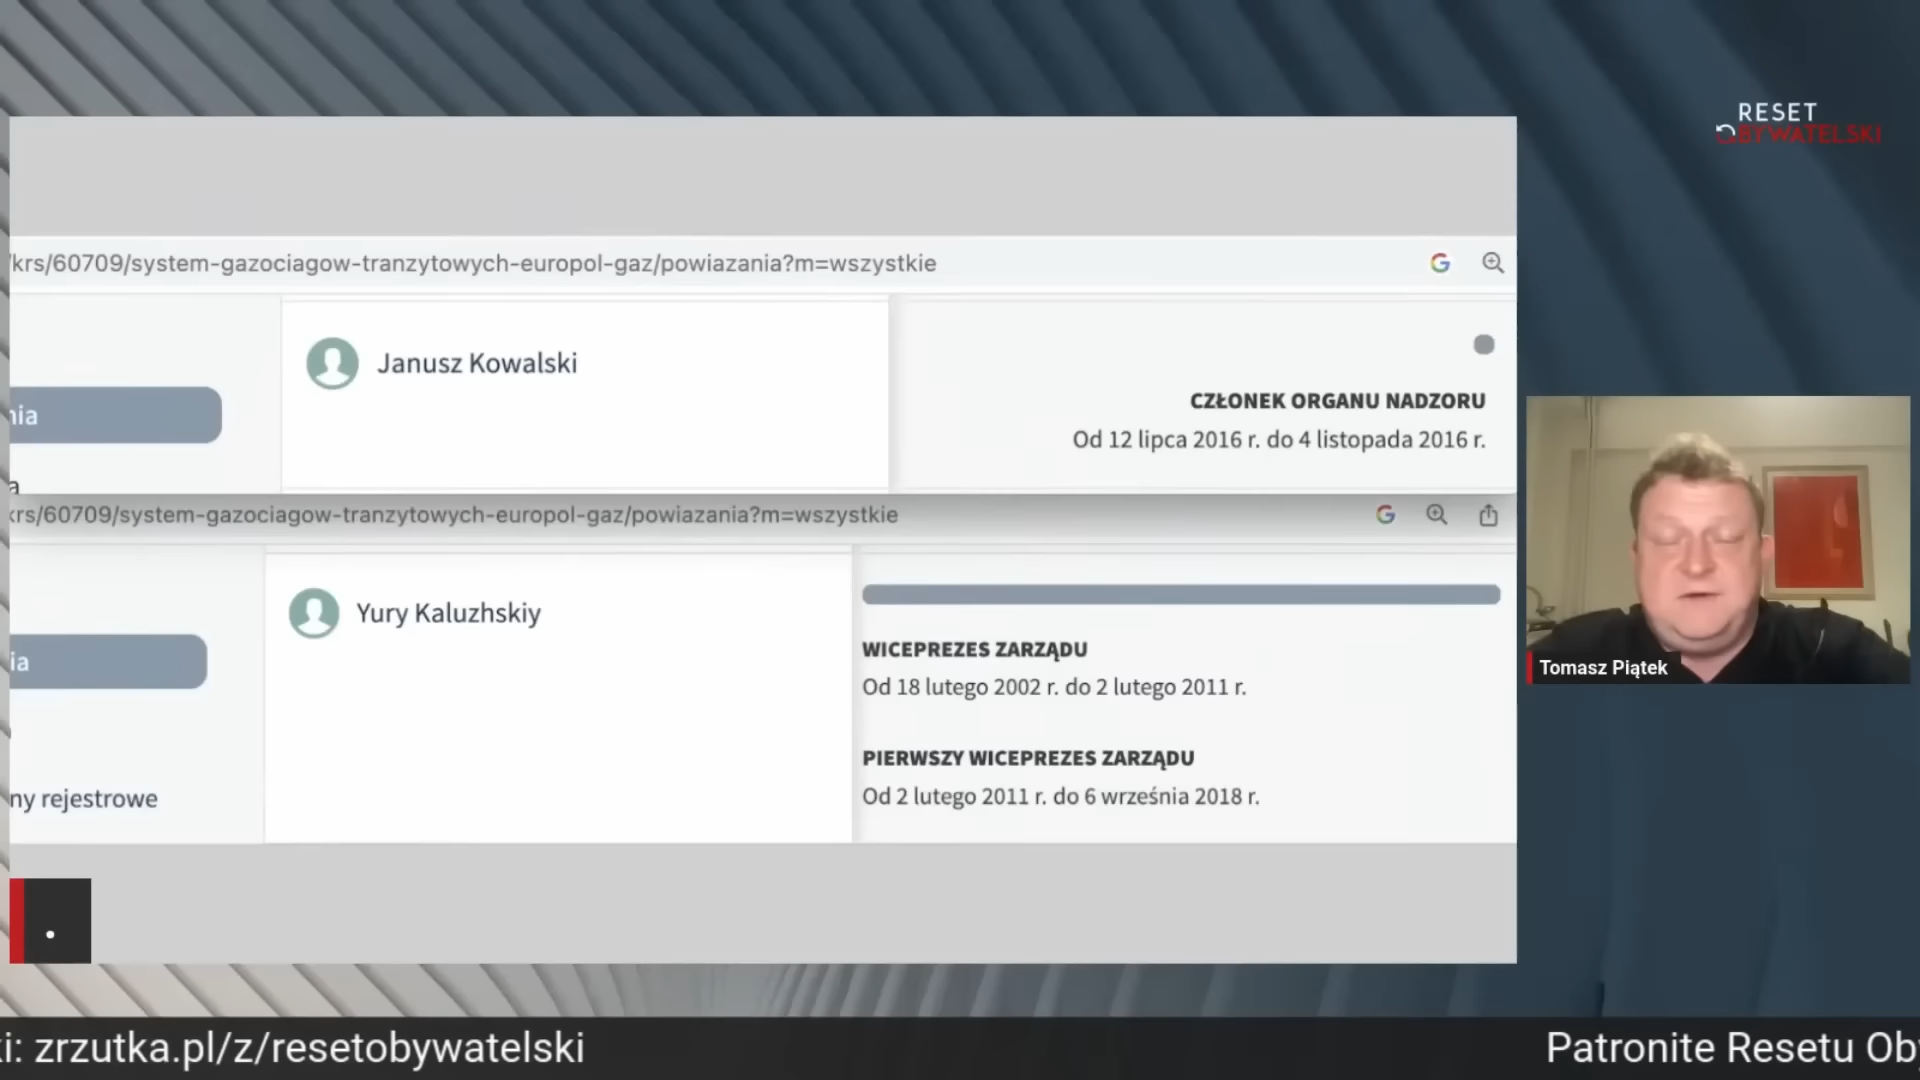 RESET
OBYWATELSKI
/krs/60709/system-gazociagow-tranzytowych-europol-gaz/powiazania?m=wszystkie
Janusz Kowalski
CZŁONEK ORGANU NADZORU
Od 12 lipca 2016 r. do 4 listopada 2016 r.
nia
a
krs/60709/system-gazociagow-tranzytowych-europol-gaz/powiazania?m=wszystkie
Yury Kaluzhskiy
WICEPREZES ZARZĄDU
Od 18 lutego 2002 r. do 2 lutego 2011 r.
ia
PIERWSZY WICEPREZES ZARZĄDU
Od 2 lutego 2011 r. do 6 września 2018 r.
ny rejestrowe
Tomasz Piątek
.
ki: zrzutka.pl/z/resetobywatelski
Patronite Resetu Oby